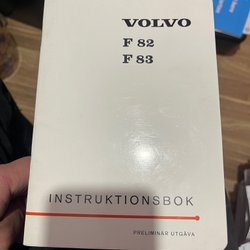 VOLVO
F 82
F 83
INSTRUKTIONSBOK
PRELIMINÄR UTGÅVA